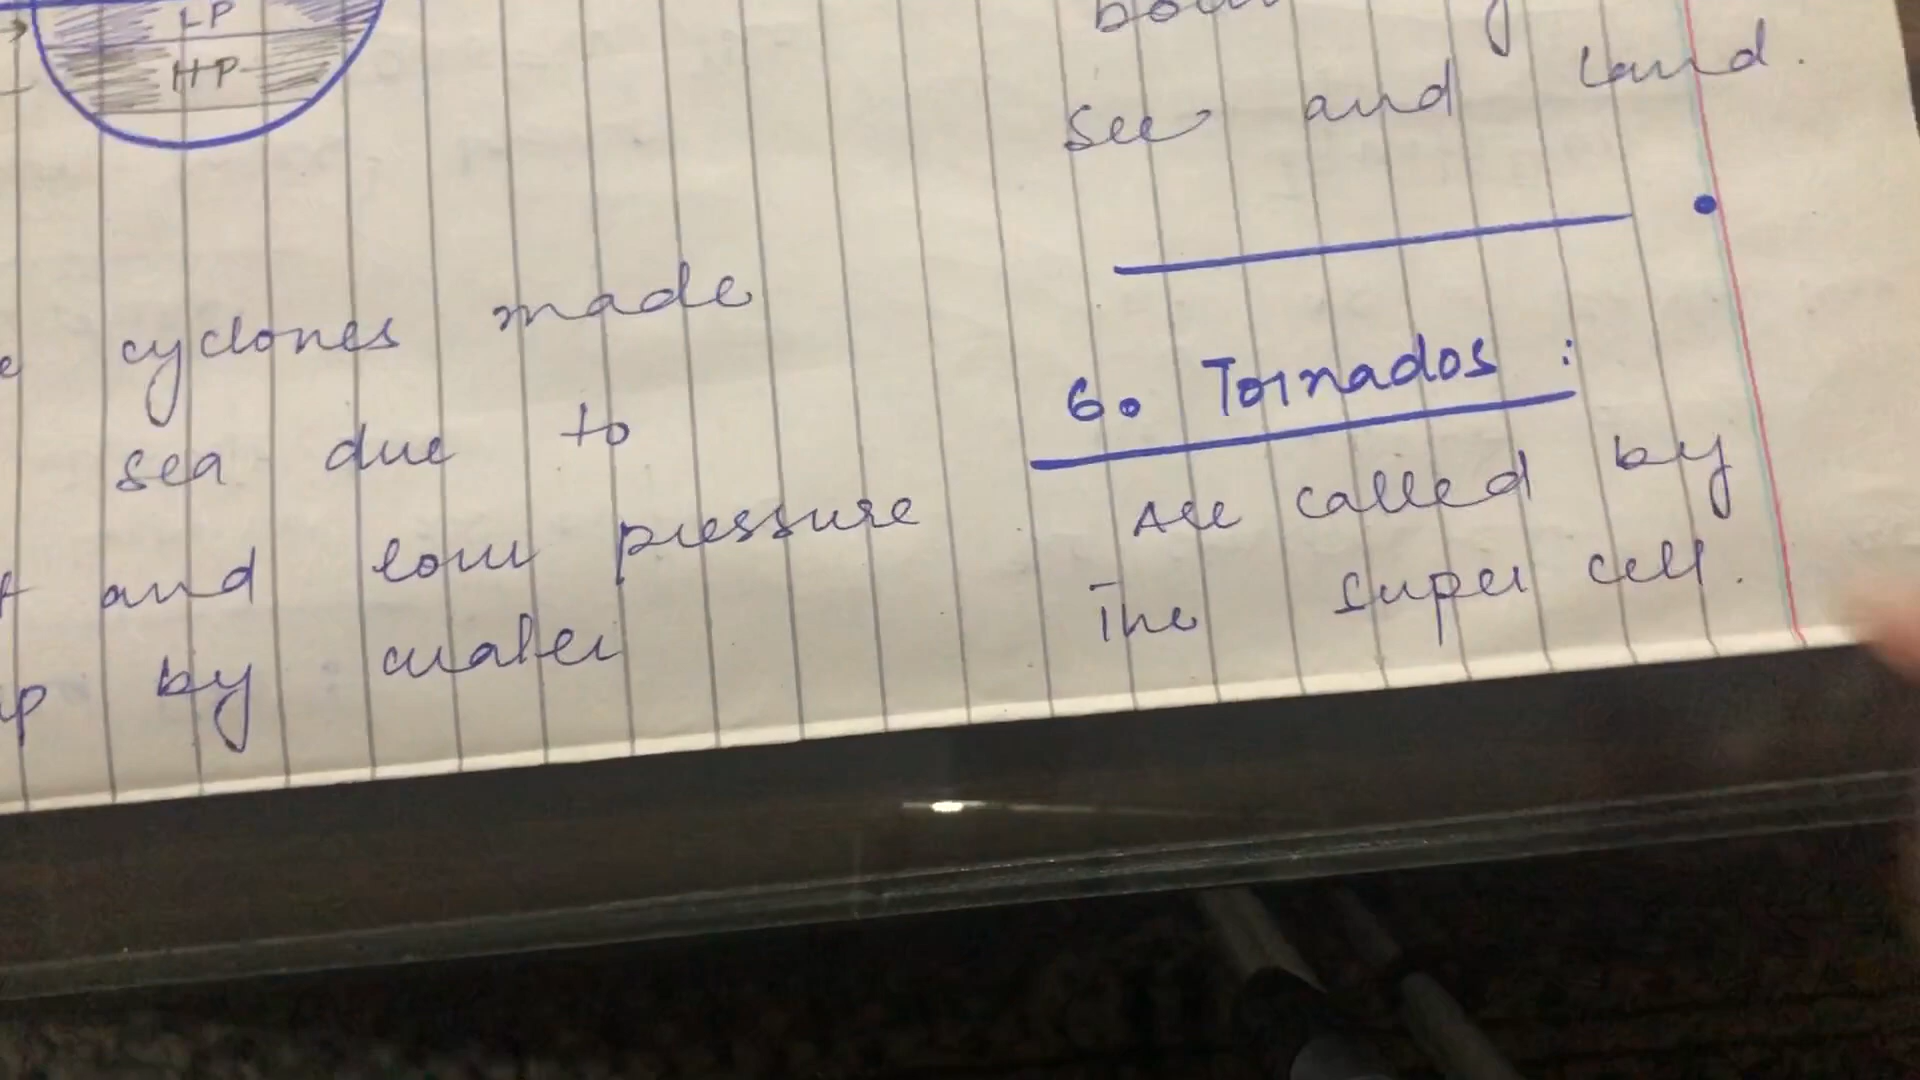 LP
HP
cyclones made
sea due to
and low pressure
by water
See and Land.
6. Tornados :
Are called by
The super cell.